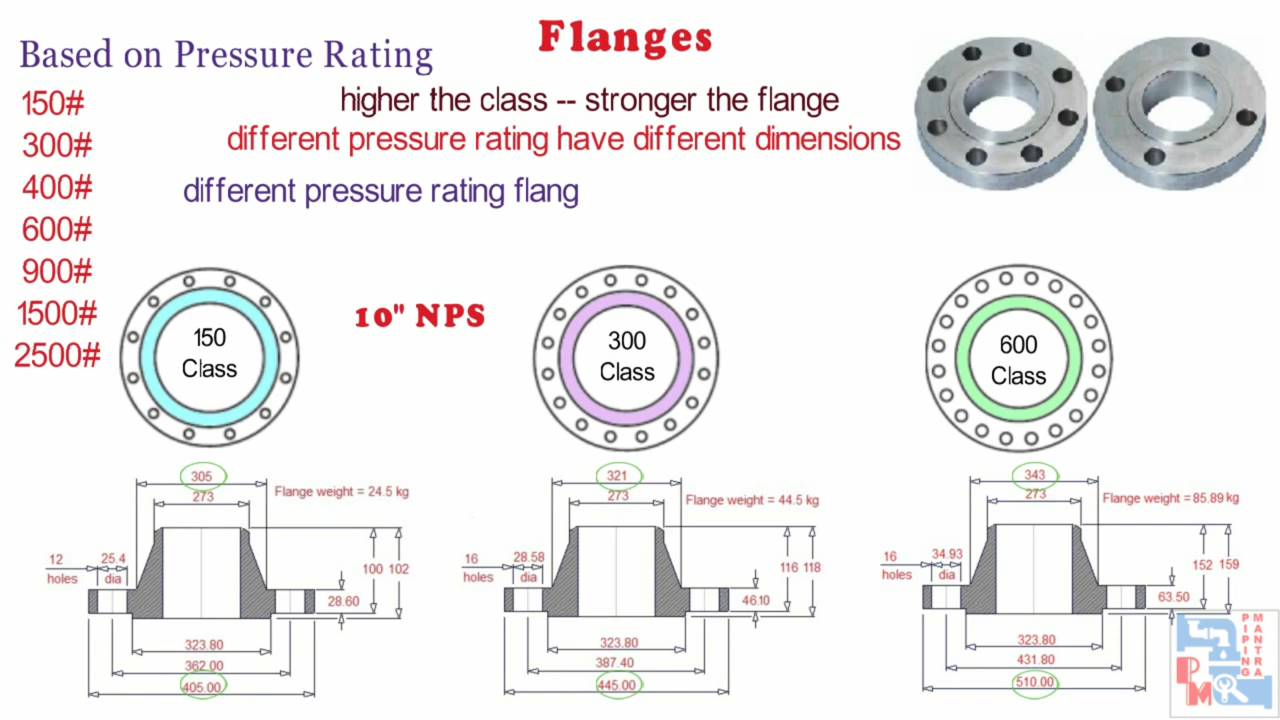 Flanges
Based on Pressure Rating
150#
300#
400#
600#
900#
1500#
2500#
higher the class -- stronger the flange
different pressure rating have different dimensions
different pressure rating flang
10" NPS
150
Class
300
Class
600
Class
305
273
Flange weight = 24.5 kg
12
holes
25.4
dia
100
102
28.60
323.80
362.00
405.00
321
273
Flange weight = 44.5 kg
16
holes
28.58
dia
116
118
46.10
323.80
387.40
445.00
343
273
Flange weight = 85.89 kg
16
holes
34.93
dia
152
159
63.50
323.80
431.80
510.00
PIPING
MANTRA
PM